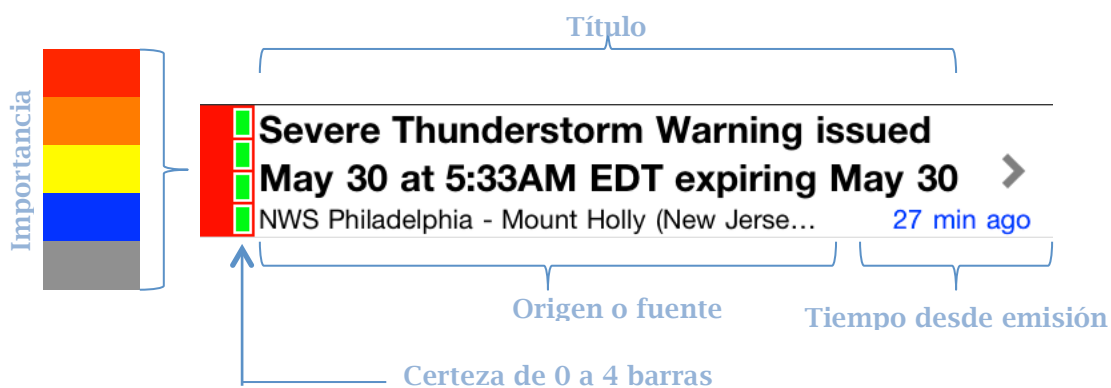 Título
Importancia
Severe Thunderstorm Warning issued
May 30 at 5:33AM EDT expiring May 30
NWS Philadelphia - Mount Holly (New Jerse...
27 min ago
Origen o fuente
Tiempo desde emisión
Certeza de 0 a 4 barras